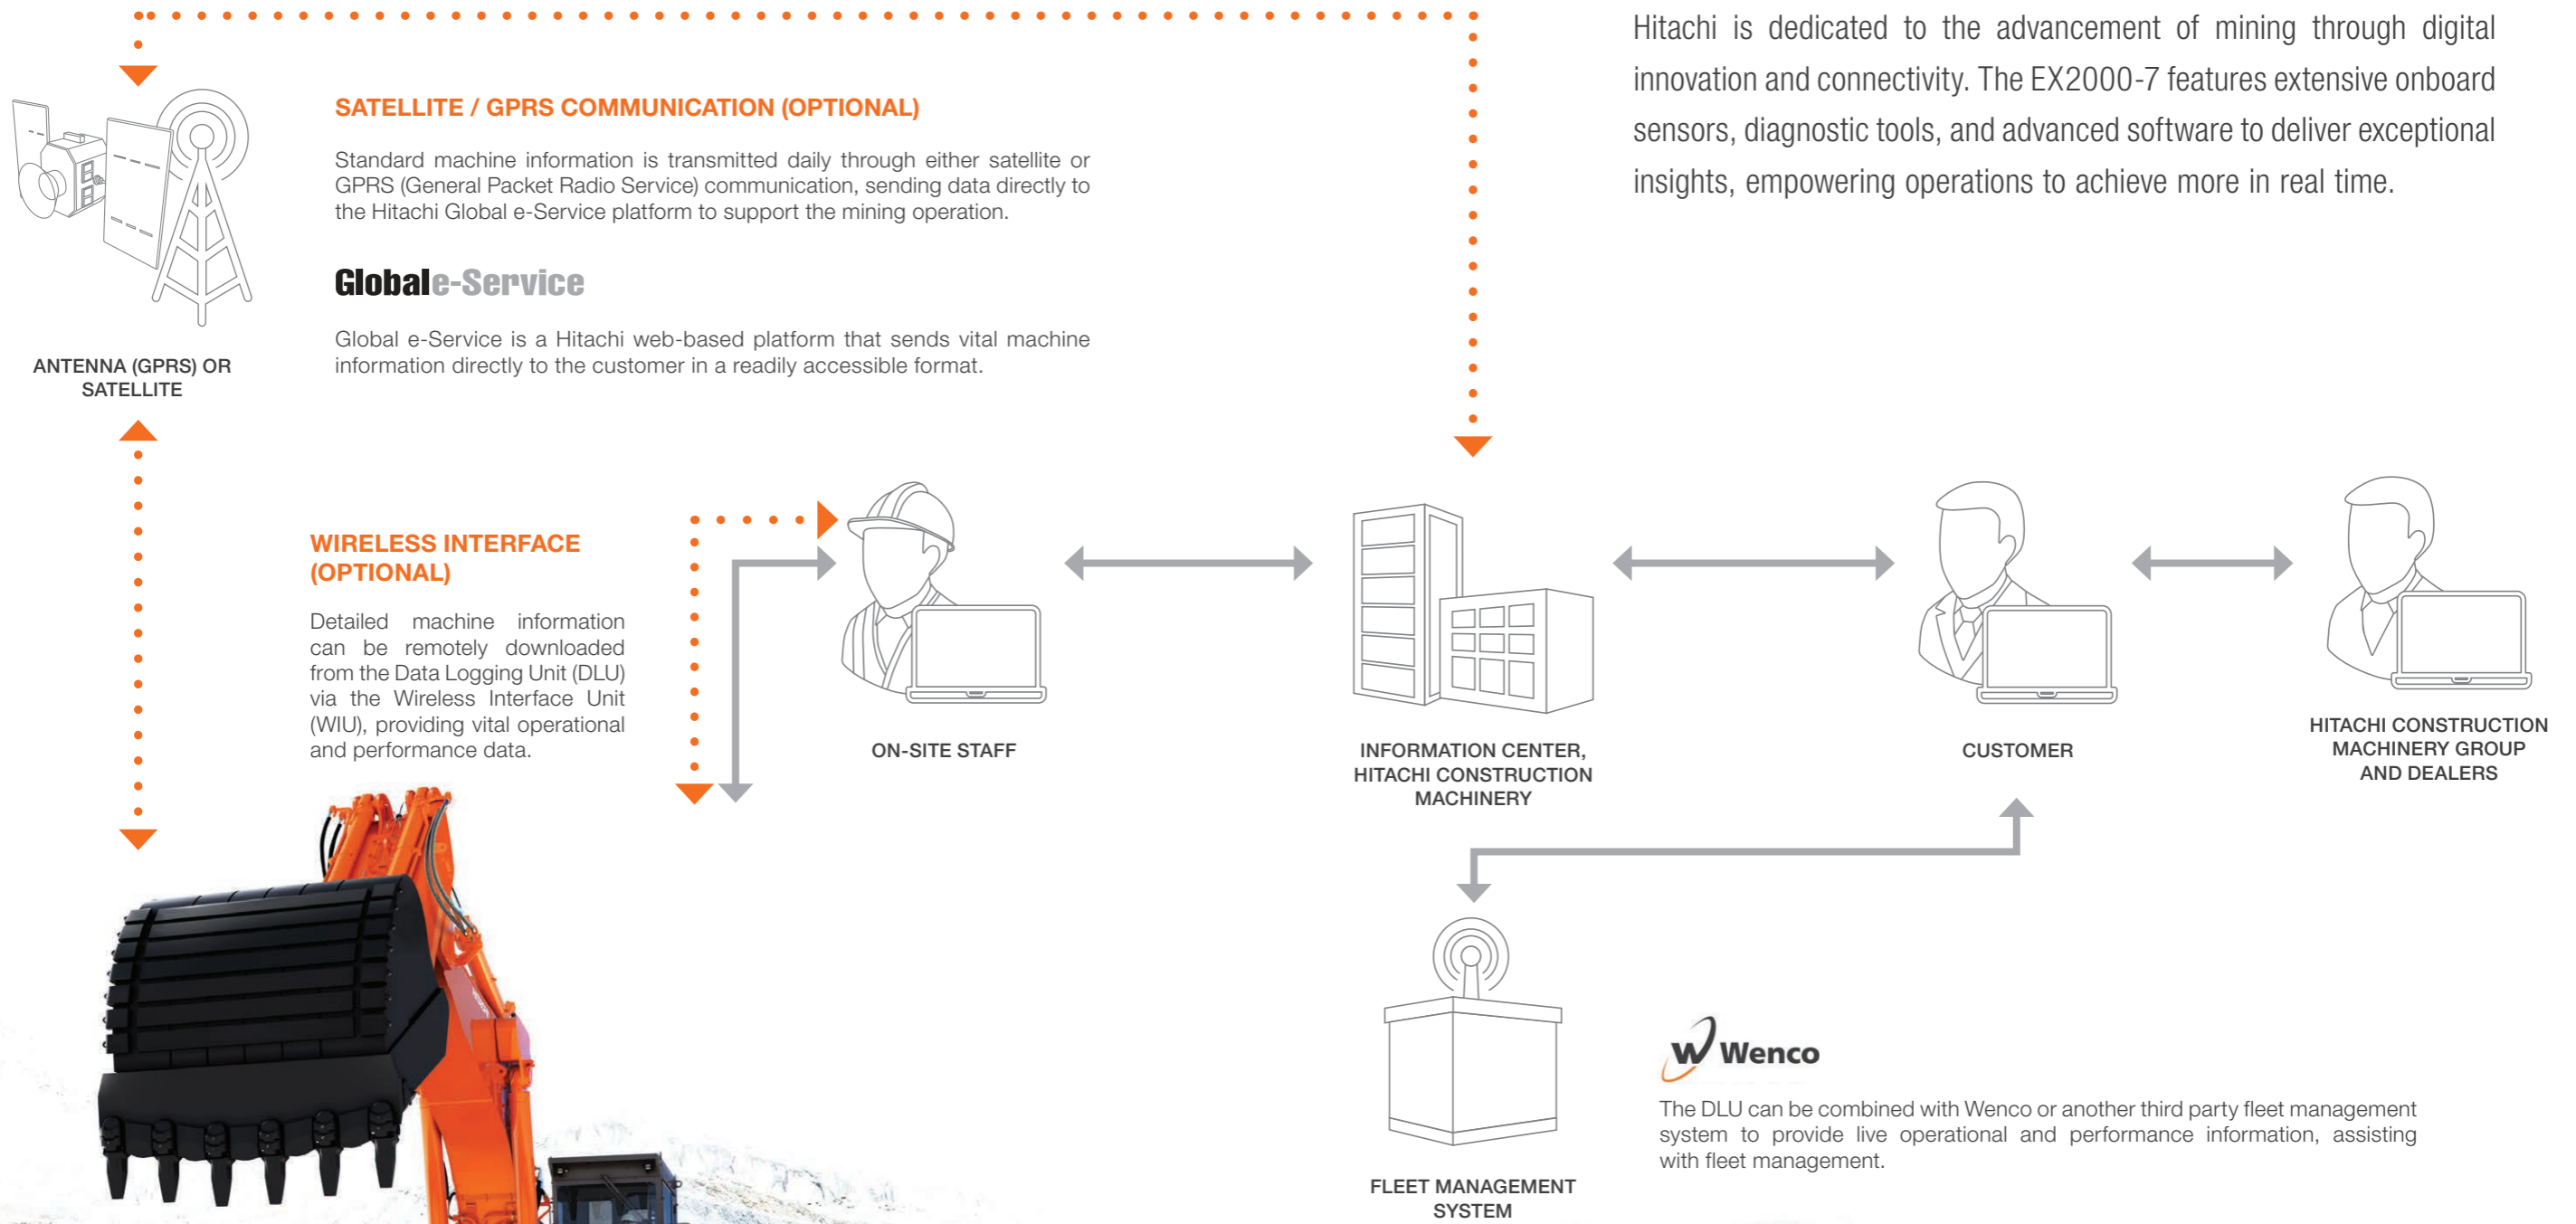 Hitachi is dedicated to the advancement of mining through digital
innovation and connectivity. The EX2000-7 features extensive onboard
sensors, diagnostic tools, and advanced software to deliver exceptional
insights, empowering operations to achieve more in real time.
SATELLITE / GPRS COMMUNICATION (OPTIONAL)
Standard machine information is transmitted daily through either satellite or
GPRS (General Packet Radio Service) communication, sending data directly to
the Hitachi Global e-Service platform to support the mining operation.
Global e-Service
Global e-Service is a Hitachi web-based platform that sends vital machine
information directly to the customer in a readily accessible format.
ANTENNA (GPRS) OR
SATELLITE
WIRELESS INTERFACE
(OPTIONAL)
Detailed machine information
can be remotely downloaded
from the Data Logging Unit (DLU)
via the Wireless Interface Unit
(WIU), providing vital operational
and performance data.
ON-SITE STAFF
INFORMATION CENTER,
HITACHI CONSTRUCTION
MACHINERY
CUSTOMER
HITACHI CONSTRUCTION
MACHINERY GROUP
AND DEALERS
W Wenco
The DLU can be combined with Wenco or another third party fleet management
system to provide live operational and performance information, assisting
with fleet management.
FLEET MANAGEMENT
SYSTEM